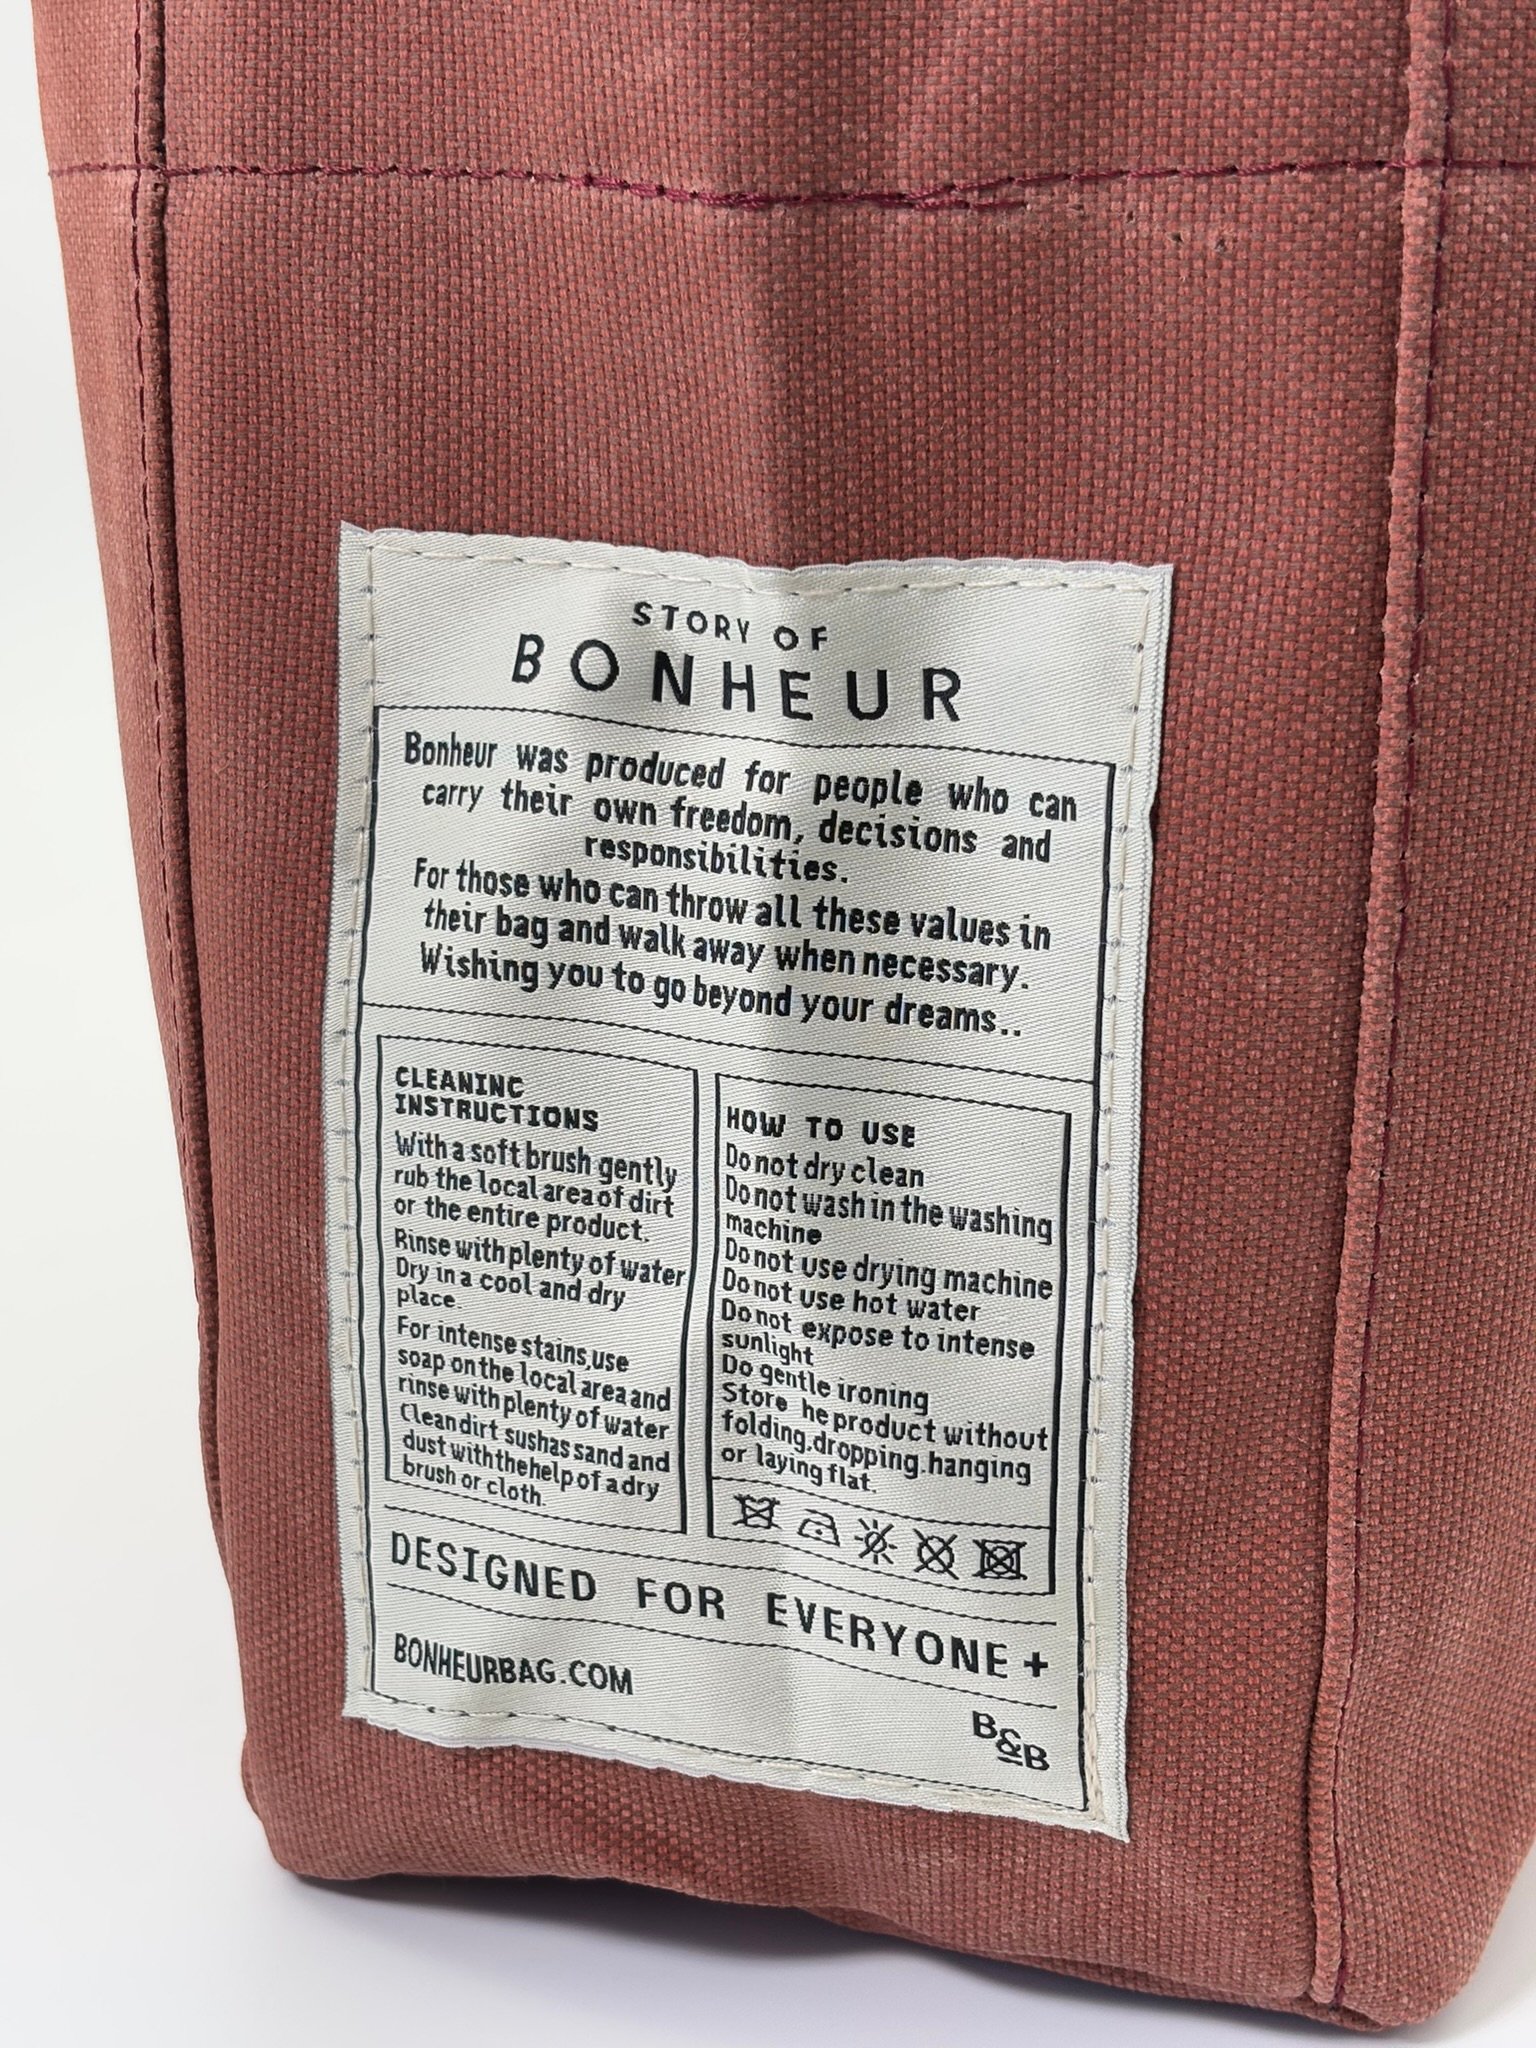 STORY OF
BONHEUR
Bonheur was produced for people who can
carry their own freedom, decisions and
responsibilities.
For those who can throw all these values in
their bag and walk away when necessary.
Wishing you to go beyond your dreams..
CLEANING
INSTRUCTIONS
With a soft brush gently
rub the local area of dirt
or the entire product.
Rinse with plenty of water
Dry in a cool and dry
place.
For intense stains,use
soap on the local area and
rinse with plenty of water
Clean dirt sushas sand and
dust with the help of a dry
brush or cloth.
HOW TO USE
Do not dry clean
Do not wash in the washing
machine
Do not use drying machine
Do not use hot water
Do not expose to intense
sunlight
Do gentle ironing
Store he product without
folding.dropping.hanging
or laying flat.
DESIGNED FOR EVERYONE +
BONHEURBAG.COM
B&B